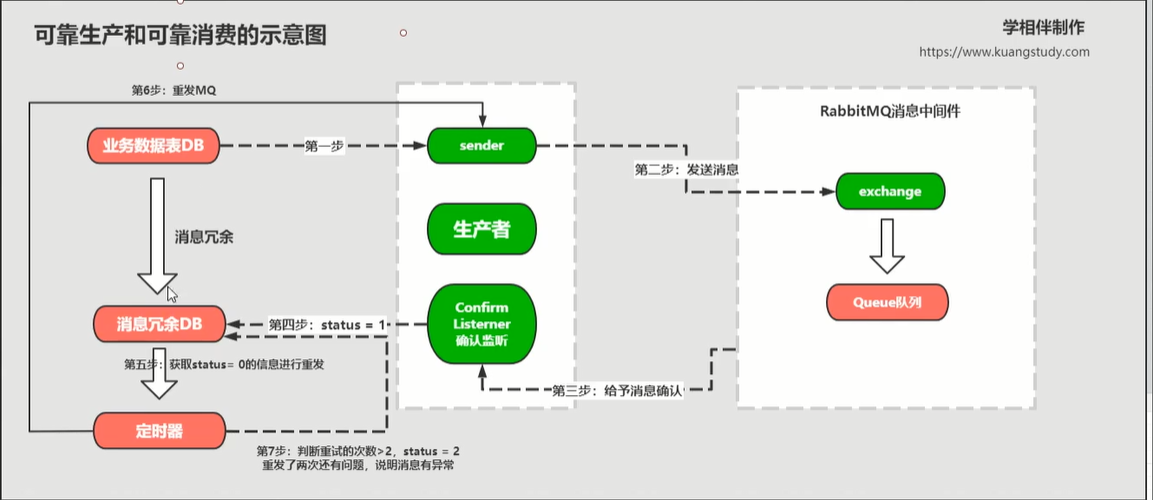 可靠生产和可靠消费的示意图
学相伴制作
https://www.kuangstudy.com
第6步：重发MQ
RabbitMQ消息中间件
业务数据表DB
第一步
sender
第二步：发送消息
exchange
生产者
消息冗余
Queue队列
消息冗余DB
第四步：status = 1
Confirm
Listerner
确认监听
第五步：获取status= 0的信息进行重发
第三步：给予消息确认
定时器
第7步：判断重试的次数>2，status = 2
重发了两次还有问题，说明消息有异常